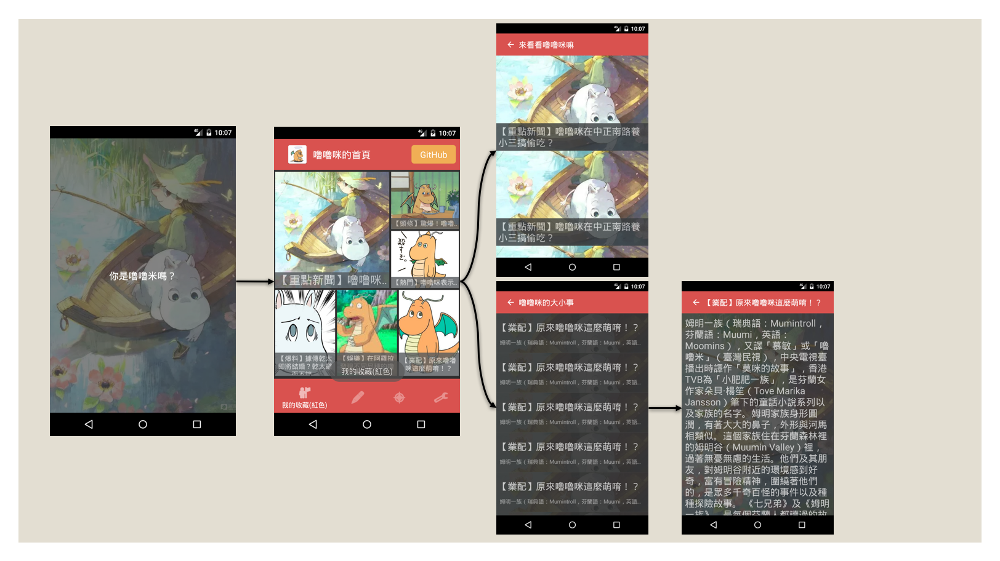 4G 10:07
你是嚕嚕米嗎？
4G 10:07
嚕嚕咪的首頁
GitHub
【重點新聞】嚕嚕咪..
【頭條】驚爆！嚕嚕..
殺すぞ。
【熱門】嚕嚕咪表示..
【爆料】據傳乾太
即將結婚？乾太避
【娛樂】在阿羅拉
【業配】原來嚕嚕
咪這麼萌唷！？
我的收藏(紅色)
我的收藏(紅色)
4G 10:07
來看看嚕嚕咪嘛
【重點新聞】嚕嚕咪在中正南路養
小三搞偷吃？
【重點新聞】嚕嚕咪在中正南路養
小三搞偷吃？
4G 10:07
嚕嚕咪的大小事
【業配】原來嚕嚕咪這麼萌唷！？
姆明一族（瑞典語：Mumintroll，芬蘭語：Muumi，英語...
【業配】原來嚕嚕咪這麼萌唷！？
姆明一族（瑞典語：Mumintroll，芬蘭語：Muumi，英語...
【業配】原來嚕嚕咪這麼萌唷！？
姆明一族（瑞典語：Mumintroll，芬蘭語：Muumi，英語...
【業配】原來嚕嚕咪這麼萌唷！？
姆明一族（瑞典語：Mumintroll，芬蘭語：Muumi，英語...
【業配】原來嚕嚕咪這麼萌唷！？
姆明一族（瑞典語：Mumintroll，芬蘭語：Muumi，英語...
4G 10:07
【業配】原來嚕嚕咪這麼萌唷！？
姆明一族（瑞典語：Mumintroll，
芬蘭語：Muumi，英語：
Moomins），又譯「慕敏」或「嚕
嚕米」（臺灣民視），中央電視臺
播出時譯作「莫咪的故事」，香港
TVB為「小肥肥一族」，是芬蘭女
作家朵貝·楊笙（Tove Marika
Jansson）筆下的童話小說系列以
及家族的名字。姆明家族身形圓
潤，有著大大的鼻子，外形與河馬
相類似。這個家族住在芬蘭森林裡
的姆明谷（Muumin Valley）裡，
過著無憂無慮的生活。他們及其朋
友，對姆明谷附近的環境感到好
奇，富有冒險精神，圍繞著他們
的，是眾多千奇百怪的事件以及種
種探險故事。《七兄弟》及《姆明
一族》，是每個芬蘭人都讀過的故